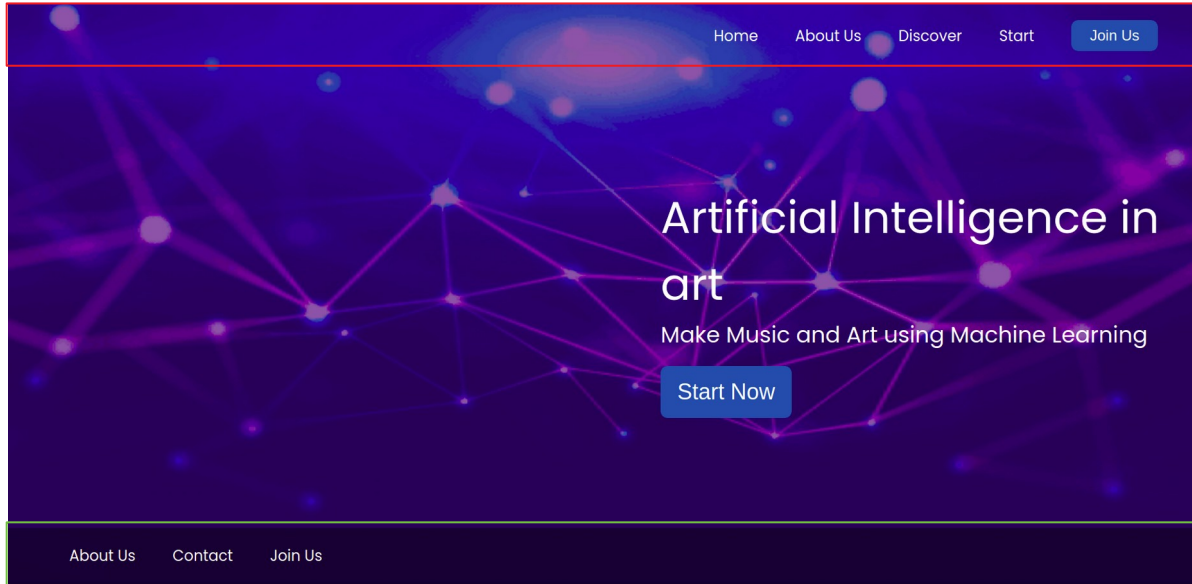 Home About Us Discover Start Join Us
Artificial Intelligence in
art
Make Music and Art using Machine Learning
Start Now
About Us Contact Join Us